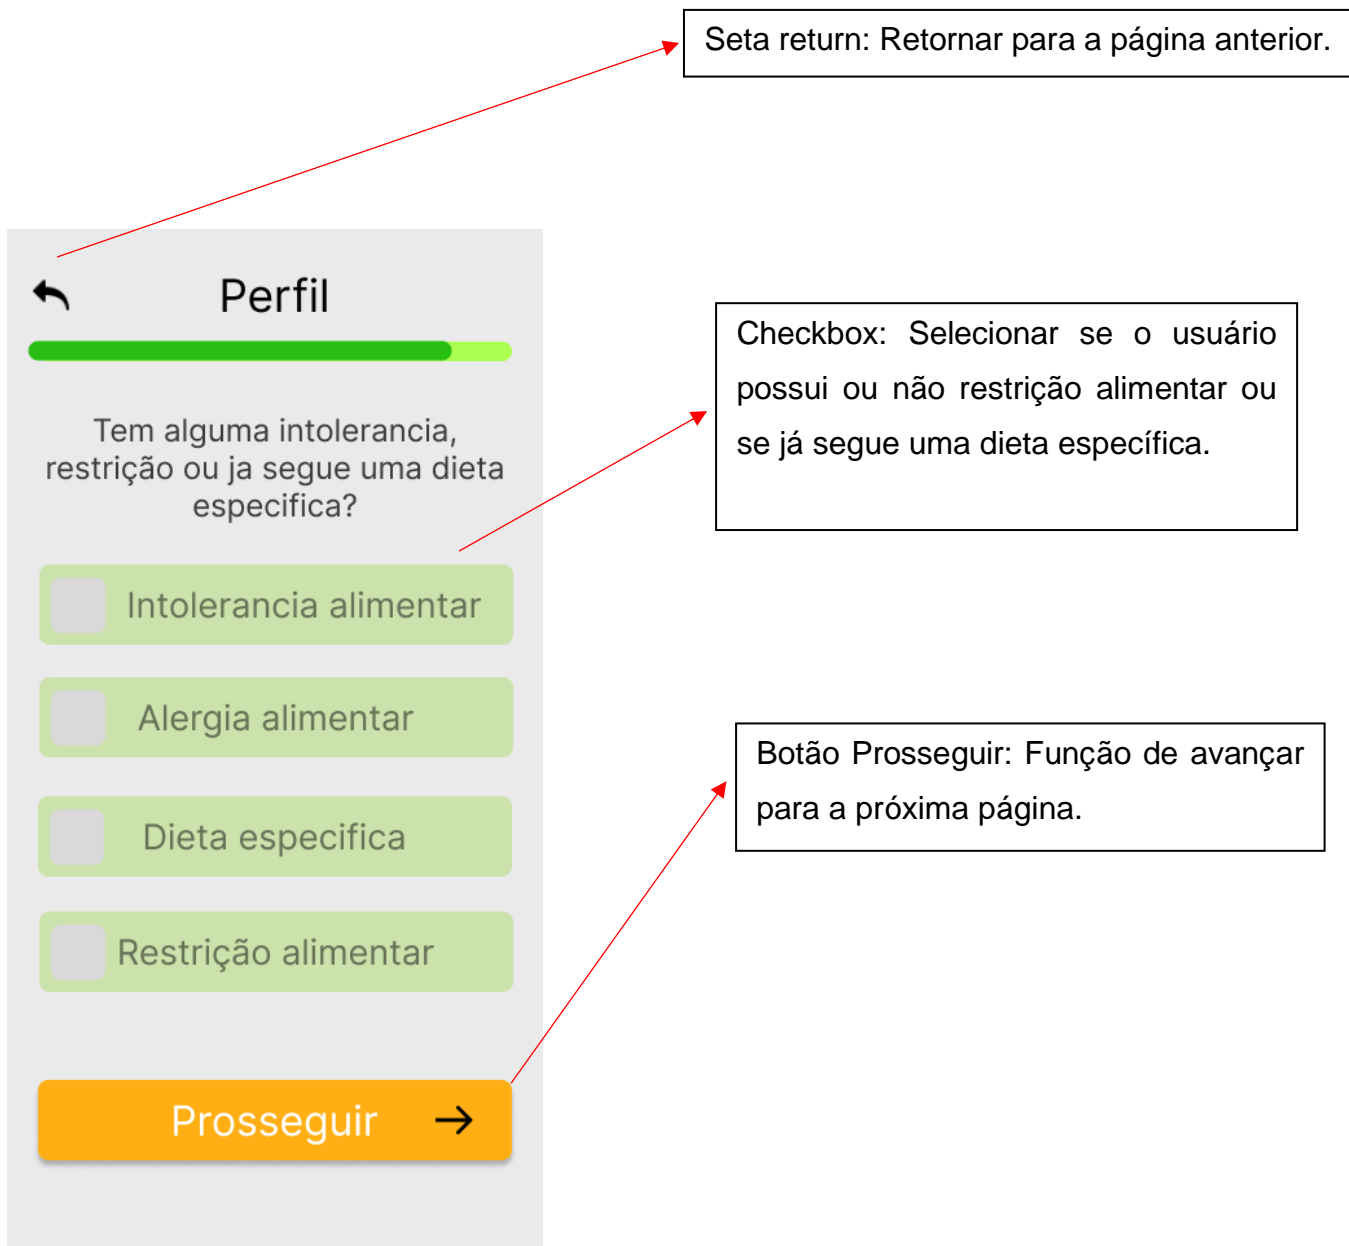 Seta return: Retornar para a página anterior.
Perfil
Tem alguma intolerancia,
restrição ou ja segue uma dieta
especifica?
Intolerancia alimentar
Alergia alimentar
Dieta especifica
Restrição alimentar
Prosseguir →
Checkbox: Selecionar se o usuário
possui ou não restrição alimentar ou
se já segue uma dieta específica.
Botão Prosseguir: Função de avançar
para a próxima página.